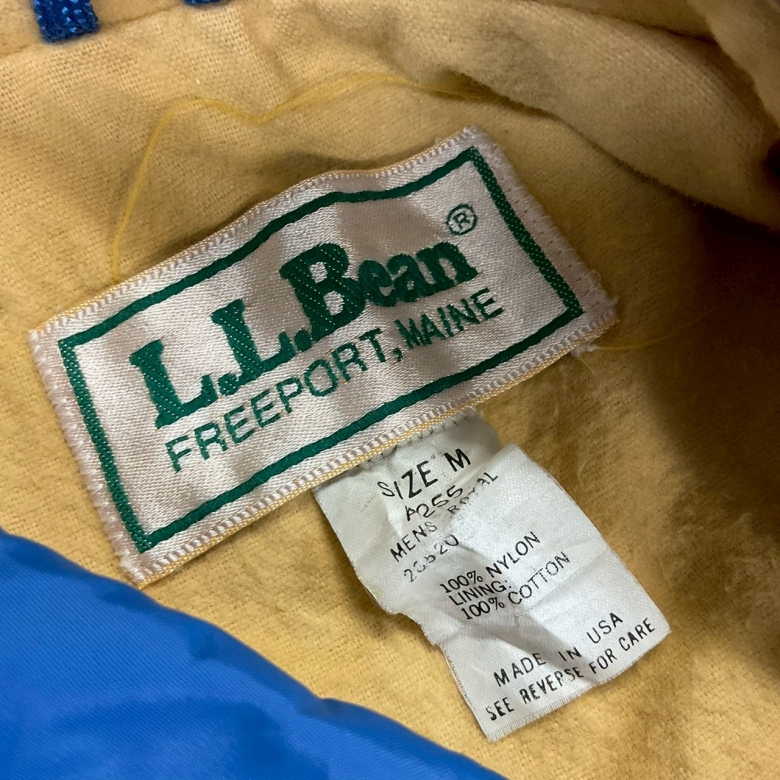 L.L.Bean®
FREEPORT, MAINE
SIZE M
A255
MENS ROYAL
100% NYLON
LINING:
100% COTTON
MADE IN USA
SEE REVERSE FOR CARE